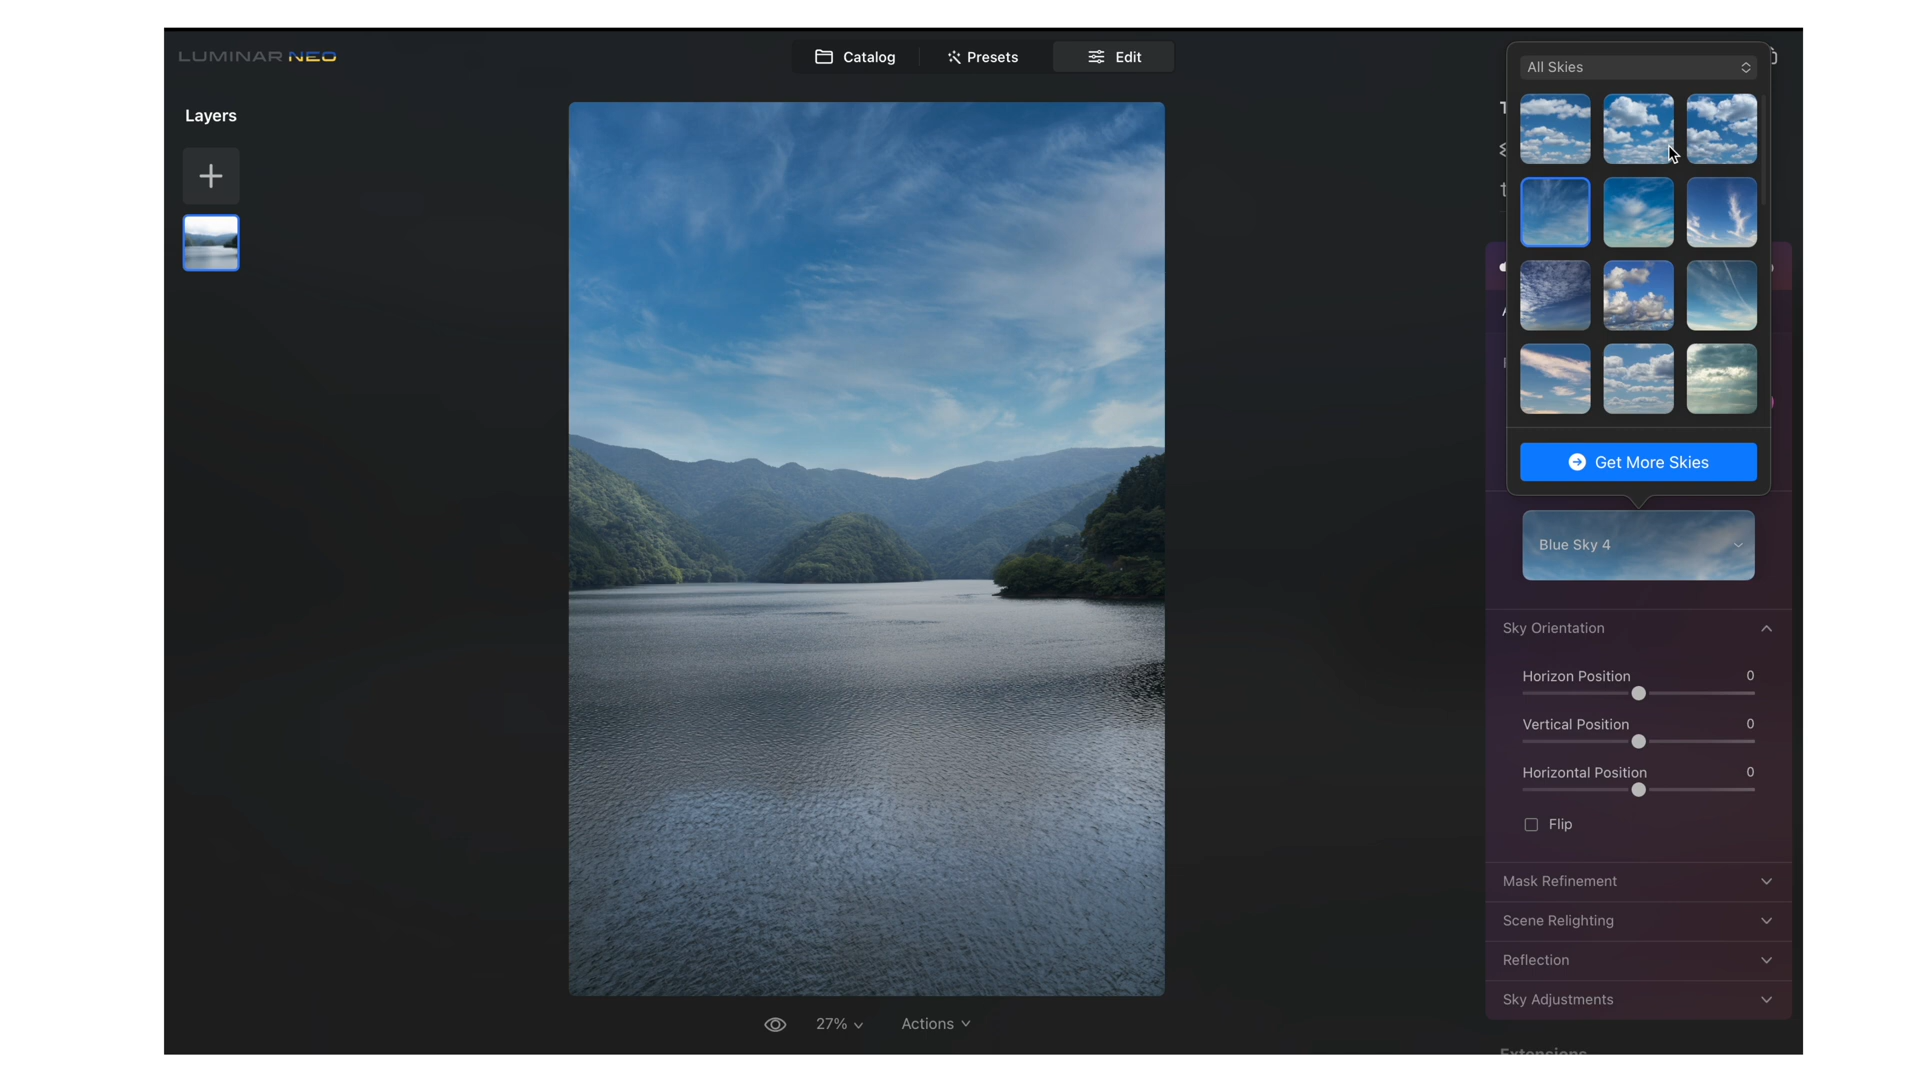 LUMINAR NEO
Catalog
Presets
Edit
All Skies
Layers
Get More Skies
Blue Sky 4
Sky Orientation
Horizon Position 0
Vertical Position 0
Horizontal Position 0
Flip
Mask Refinement
Scene Relighting
Reflection
Sky Adjustments
27%
Actions
Extensions